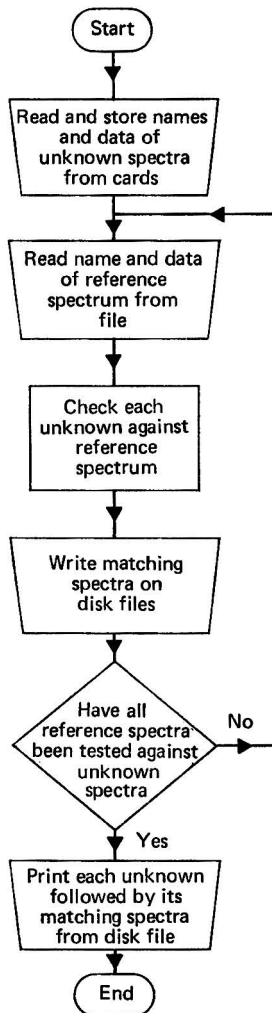 Start
Read and store names
and data of
unknown spectra
from cards
Read name and data
of reference
spectrum from
file
Check each
unknown against
reference
spectrum
Write matching
spectra on
disk files
Have all
reference spectra
been tested against
unknown
spectra
No
Yes
Print each unknown
followed by its
matching spectra
from disk file
End